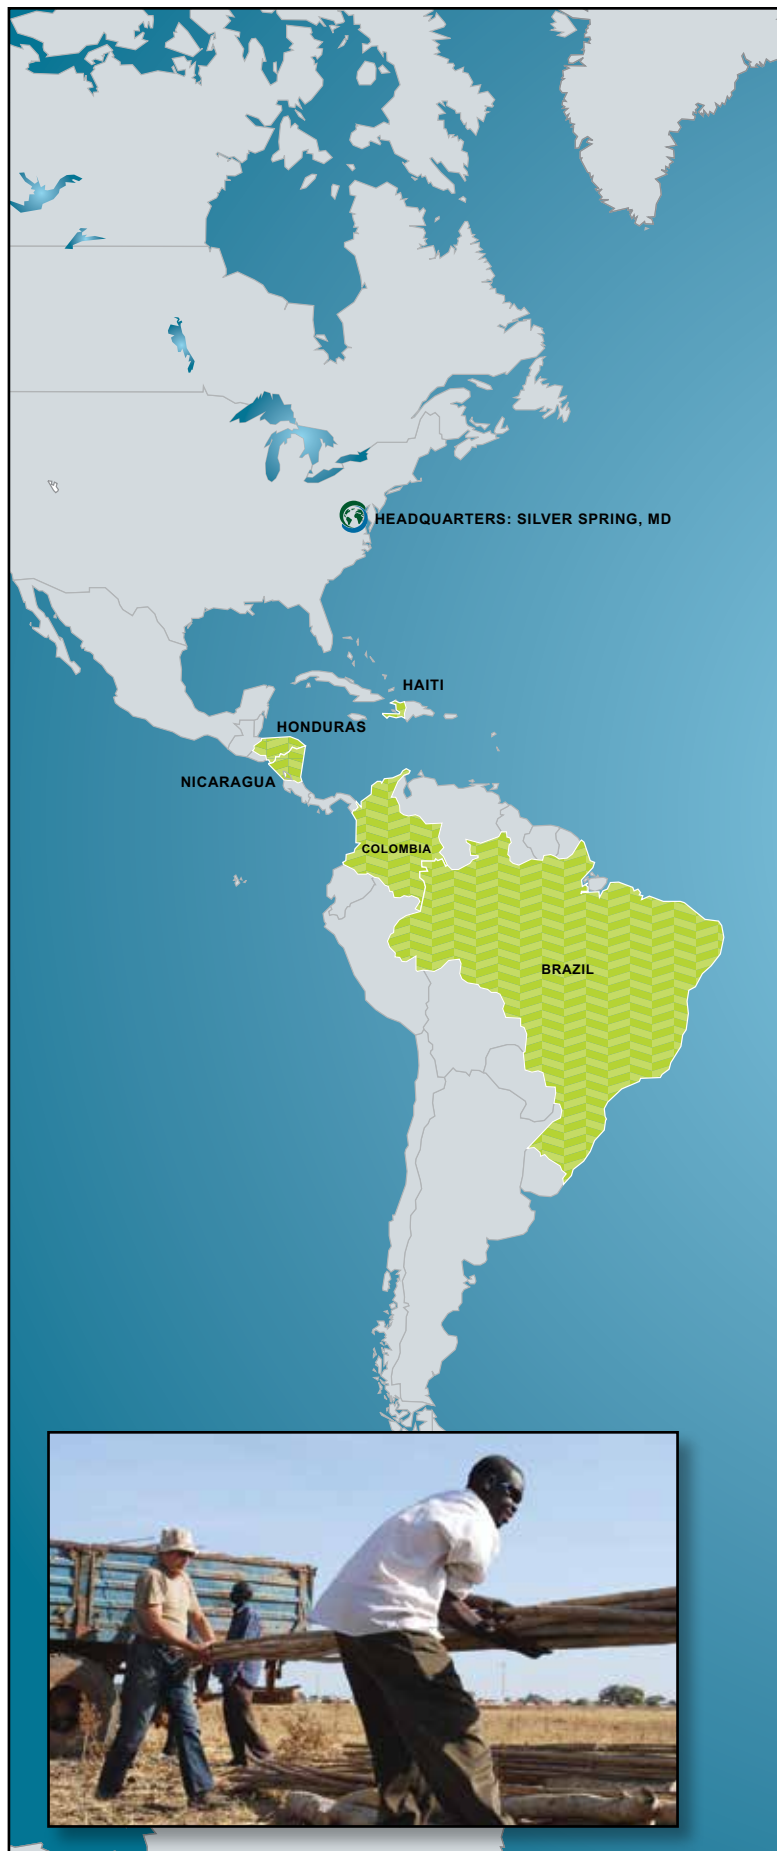 HEADQUARTERS: SILVER SPRING, MD
HAITI
HONDURAS
NICARAGUA
COLOMBIA
BRAZIL